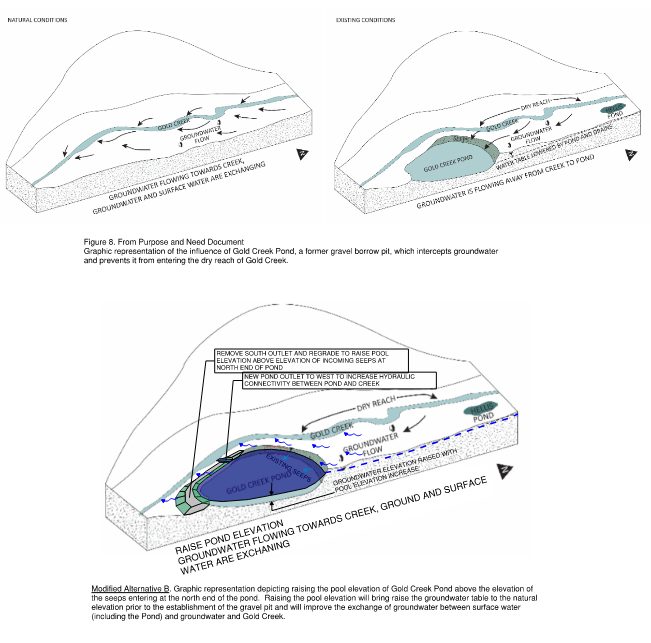 NATURAL CONDITIONS
GOLD CREEK
GROUNDWATER
FLOW
GROUNDWATER FLOWING TOWARDS CREEK,
GROUNDWATER AND SURFACE WATER ARE EXCHANGING
EXISTING CONDITIONS
DRY REACH
GOLD CREEK
POND
GROUNDWATER
FLOW
SEEPS
GOLD CREEK POND
WATER TABLE LOWERED BY POND AND DRAINS
GROUNDWATER IS FLOWING AWAY FROM CREEK TO POND
Figure 8. From Purpose and Need Document
Graphic representation of the influence of Gold Creek Pond, a former gravel borrow pit, which intercepts groundwater
and prevents it from entering the dry reach of Gold Creek.
REMOVE SOUTH OUTLET AND REGRADE TO RAISE POOL
ELEVATION ABOVE ELEVATION OF INCOMING SEEPS AT
NORTH END OF POND
NEW POND OUTLET TO WEST TO INCREASE HYDRAULIC
CONNECTIVITY BETWEEN POND AND CREEK
DRY REACH
POND
GOLD CREEK
GROUNDWATER
FLOW
EXISTING SEEPS
GOLD CREEK POND
GROUNDWATER ELEVATION RAISED WITH
POOL ELEVATION INCREASE
RAISE POND ELEVATION
GROUNDWATER FLOWING TOWARDS CREEK, GROUND AND SURFACE
WATER ARE EXCHANING
Modified Alternative B. Graphic representation depicting raising the pool elevation of Gold Creek Pond above the elevation of
the seeps entering at the north end of the pond. Raising the pool elevation will bring raise the groundwater table to the natural
elevation prior to the establishment of the gravel pit and will improve the exchange of groundwater between surface water
(including the Pond) and groundwater and Gold Creek.